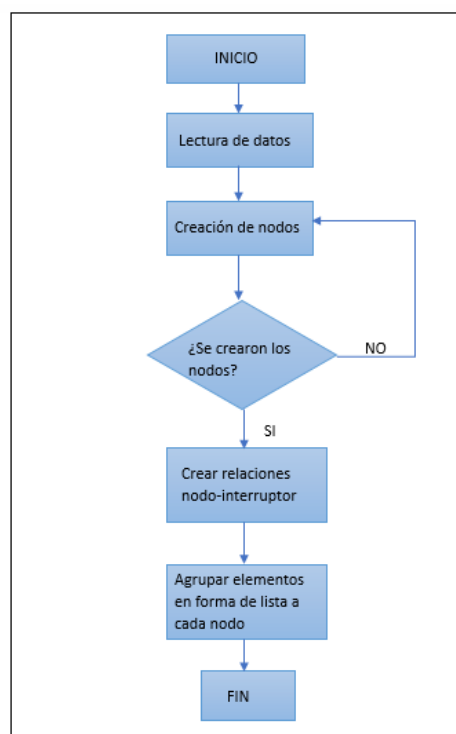 INICIO
Lectura de datos
Creación de nodos
¿Se crearon los
nodos?
NO
SI
Crear relaciones
nodo-interruptor
Agrupar elementos
en forma de lista a
cada nodo
FIN